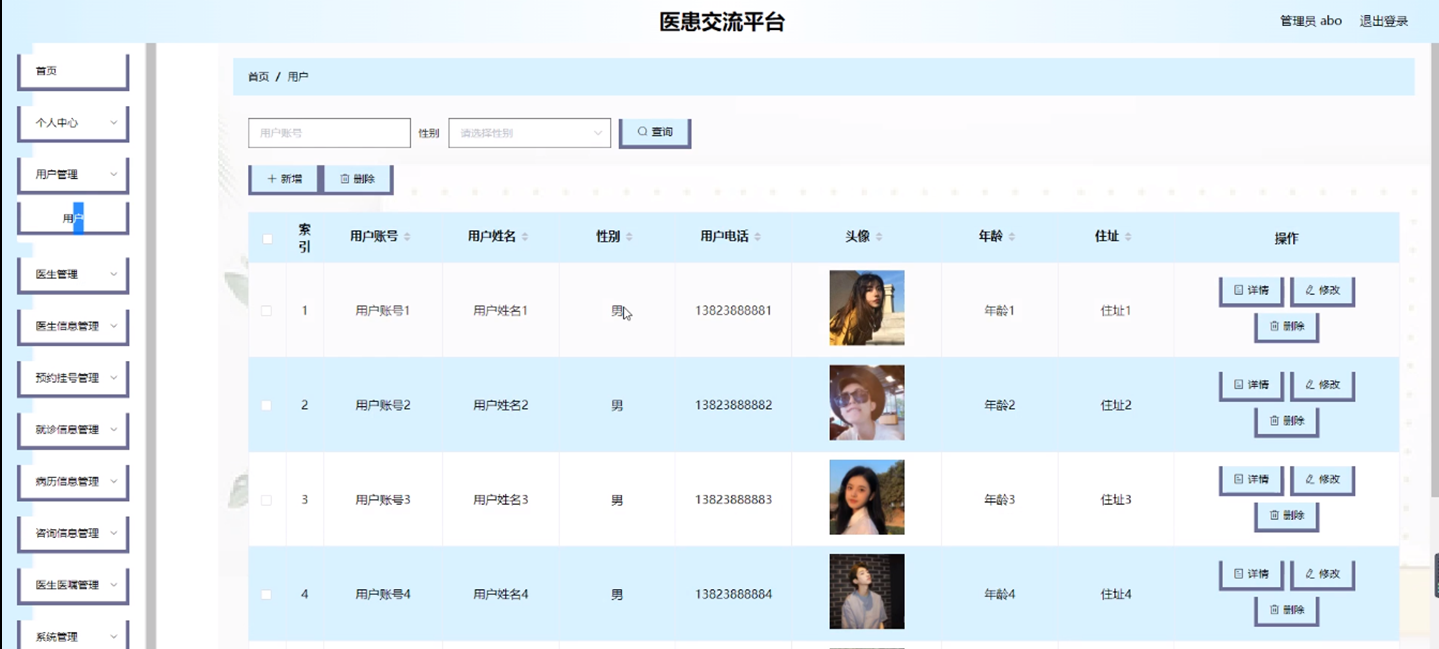 医患交流平台
管理员 abo 退出登录
首页
个人中心
用户管理
用户
医生管理
医生信息管理
预约挂号管理
就诊信息管理
病历信息管理
咨询信息管理
医生医嘱管理
系统管理
首页 / 用户
用户账号 性别 请选择性别 查询
新增 删除
索引 用户账号 用户姓名 性别 用户电话 头像 年龄 住址 操作
1 用户账号1 用户姓名1 男 13823888881 年龄1 住址1 详情 修改
删除
2 用户账号2 用户姓名2 男 13823888882 年龄2 住址2 详情 修改
删除
3 用户账号3 用户姓名3 男 13823888883 年龄3 住址3 详情 修改
删除
4 用户账号4 用户姓名4 男 13823888884 年龄4 住址4 详情 修改
删除